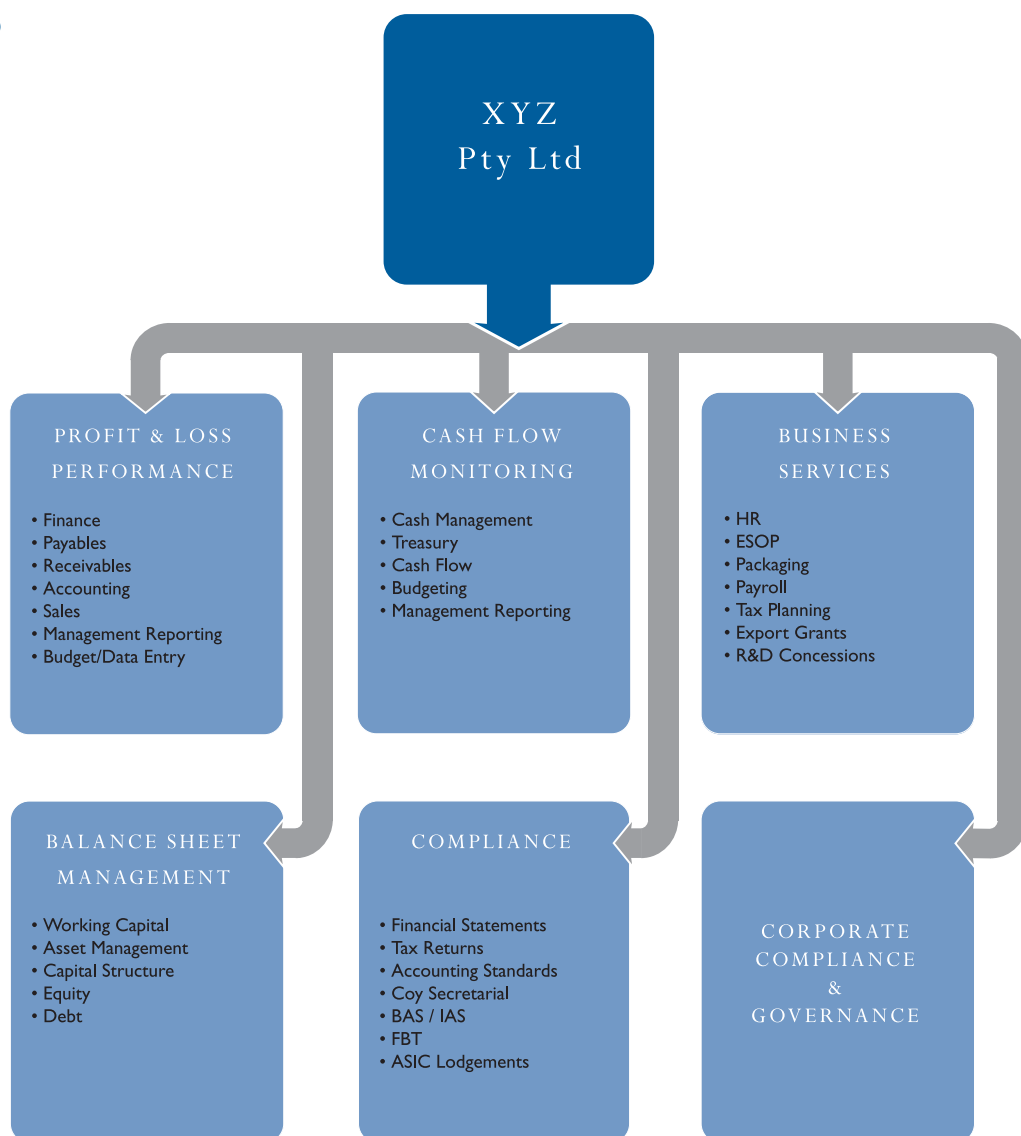 XYZ
Pty Ltd
PROFIT & LOSS
PERFORMANCE
• Finance
• Payables
• Receivables
• Accounting
• Sales
• Management Reporting
• Budget/Data Entry
CASH FLOW
MONITORING
• Cash Management
• Treasury
• Cash Flow
• Budgeting
• Management Reporting
BUSINESS
SERVICES
• HR
• ESOP
• Packaging
• Payroll
• Tax Planning
• Export Grants
• R&D Concessions
BALANCE SHEET
MANAGEMENT
• Working Capital
• Asset Management
• Capital Structure
• Equity
• Debt
COMPLIANCE
• Financial Statements
• Tax Returns
• Accounting Standards
• Coy Secretarial
• BAS / IAS
• FBT
• ASIC Lodgements
CORPORATE
COMPLIANCE
&
GOVERNANCE